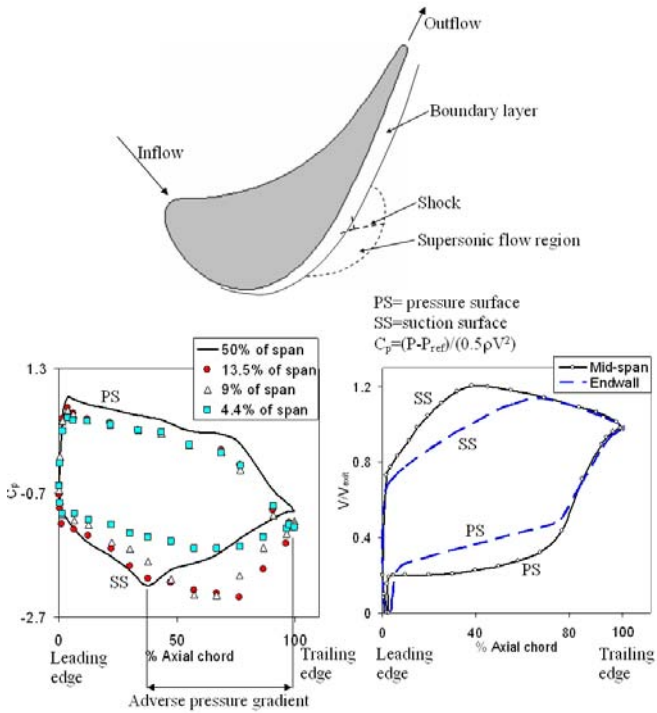 Outflow
Boundary layer
Inflow
Shock
Supersonic flow region
PS= pressure surface
SS=suction surface
Cp=(P-Pref)/(0.5ρV²)
50% of span
13.5% of span
9% of span
4.4% of span
1.3
-0.7
-2.7
Cp
PS
SS
0
50
100
Leading edge
% Axial chord
Trailing edge
Adverse pressure gradient
Mid-span
Endwall
1.2
0.8
0.4
0
V/Vexit
SS
SS
PS
PS
0
40
80
100
Leading edge
% Axial chord
Trailing edge